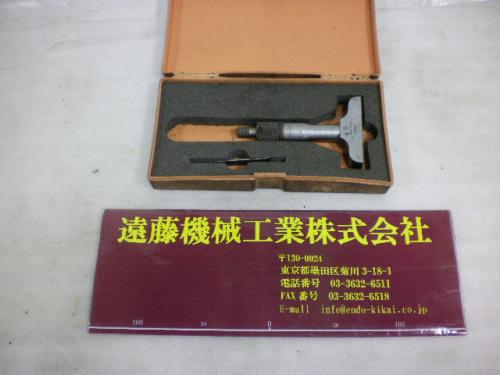 遠藤機械工業株式会社
〒130-0024
東京都墨田区菊川3-18-1
電話番号 03-3632-6511
FAX番号 03-3632-6518
E-mail info@endo-kikai.co.jp
100 50 0 50 100